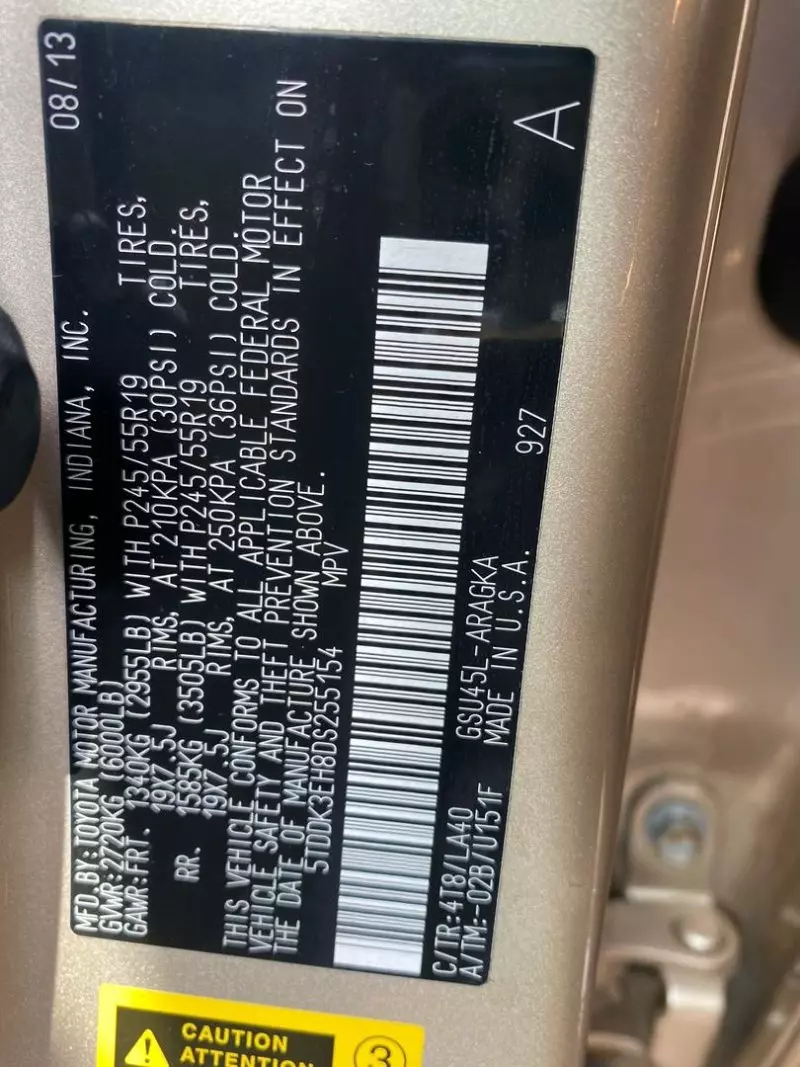 MFD.BY:TOYOTA MOTOR MANUFACTURING, INDIANA, INC. 08/13
GVWR:2720KG (6000LB)
GAWR:FRT. 1340KG (2955LB) WITH P245/55R19 TIRES,
19X7.5J RIMS, AT 210KPA (30PSI) COLD.
RR. 1585KG (3505LB) WITH P245/55R19 TIRES,
19X7.5J RIMS, AT 250KPA (36PSI) COLD.
THIS VEHICLE CONFORMS TO ALL APPLICABLE FEDERAL MOTOR
VEHICLE SAFETY AND THEFT PREVENTION STANDARDS IN EFFECT ON
THE DATE OF MANUFACTURE SHOWN ABOVE.
5TDDK3EH8DS255154 MPV
C/TR:4T8/LA40 GSU45L-ARAGKA 927 A
A/TM:-02B/U151F MADE IN U.S.A.
CAUTION
ATTENTION
3